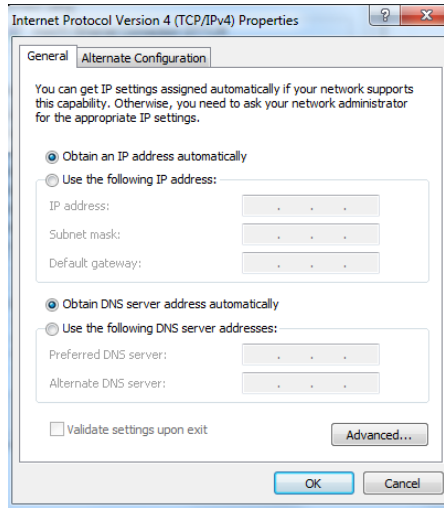 Internet Protocol Version 4 (TCP/IPv4) Properties
General
Alternate Configuration
You can get IP settings assigned automatically if your network supports
this capability. Otherwise, you need to ask your network administrator
for the appropriate IP settings.
Obtain an IP address automatically
Use the following IP address:
IP address:
Subnet mask:
Default gateway:
Obtain DNS server address automatically
Use the following DNS server addresses:
Preferred DNS server:
Alternate DNS server:
Validate settings upon exit
Advanced...
OK
Cancel